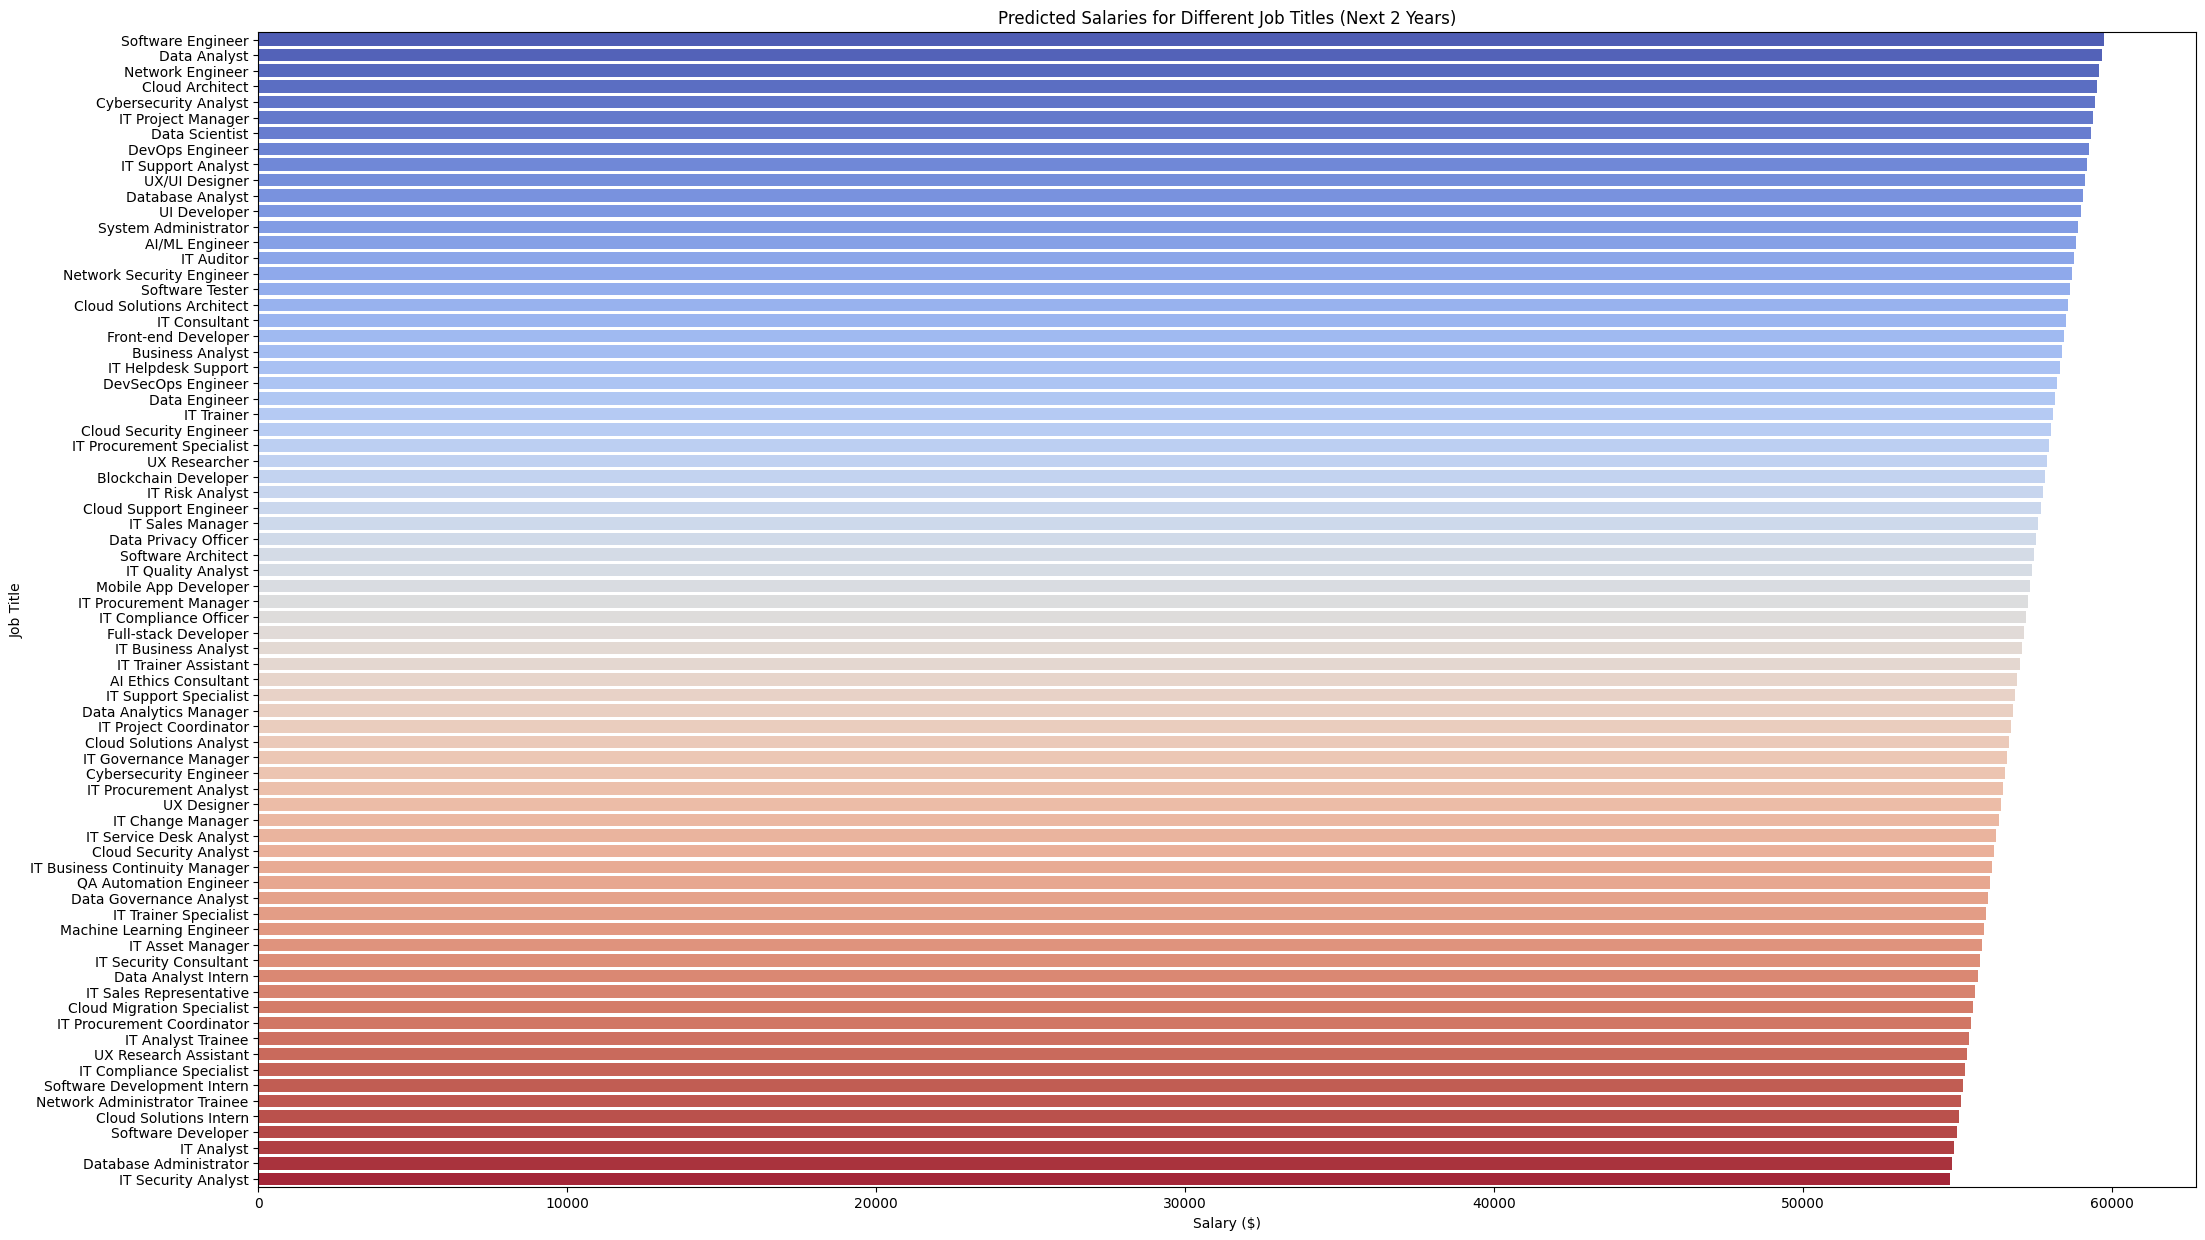 Predicted Salaries for Different Job Titles (Next 2 Years)
Job Title
Software Engineer
Data Analyst
Network Engineer
Cloud Architect
Cybersecurity Analyst
IT Project Manager
Data Scientist
DevOps Engineer
IT Support Analyst
UX/UI Designer
Database Analyst
UI Developer
System Administrator
AI/ML Engineer
IT Auditor
Network Security Engineer
Software Tester
Cloud Solutions Architect
IT Consultant
Front-end Developer
Business Analyst
IT Helpdesk Support
DevSecOps Engineer
Data Engineer
IT Trainer
Cloud Security Engineer
IT Procurement Specialist
UX Researcher
Blockchain Developer
IT Risk Analyst
Cloud Support Engineer
IT Sales Manager
Data Privacy Officer
Software Architect
IT Quality Analyst
Mobile App Developer
IT Procurement Manager
IT Compliance Officer
Full-stack Developer
IT Business Analyst
IT Trainer Assistant
AI Ethics Consultant
IT Support Specialist
Data Analytics Manager
IT Project Coordinator
Cloud Solutions Analyst
IT Governance Manager
Cybersecurity Engineer
IT Procurement Analyst
UX Designer
IT Change Manager
IT Service Desk Analyst
Cloud Security Analyst
IT Business Continuity Manager
QA Automation Engineer
Data Governance Analyst
IT Trainer Specialist
Machine Learning Engineer
IT Asset Manager
IT Security Consultant
Data Analyst Intern
IT Sales Representative
Cloud Migration Specialist
IT Procurement Coordinator
IT Analyst Trainee
UX Research Assistant
IT Compliance Specialist
Software Development Intern
Network Administrator Trainee
Cloud Solutions Intern
Software Developer
IT Analyst
Database Administrator
IT Security Analyst
0 10000 20000 30000 40000 50000 60000
Salary ($)